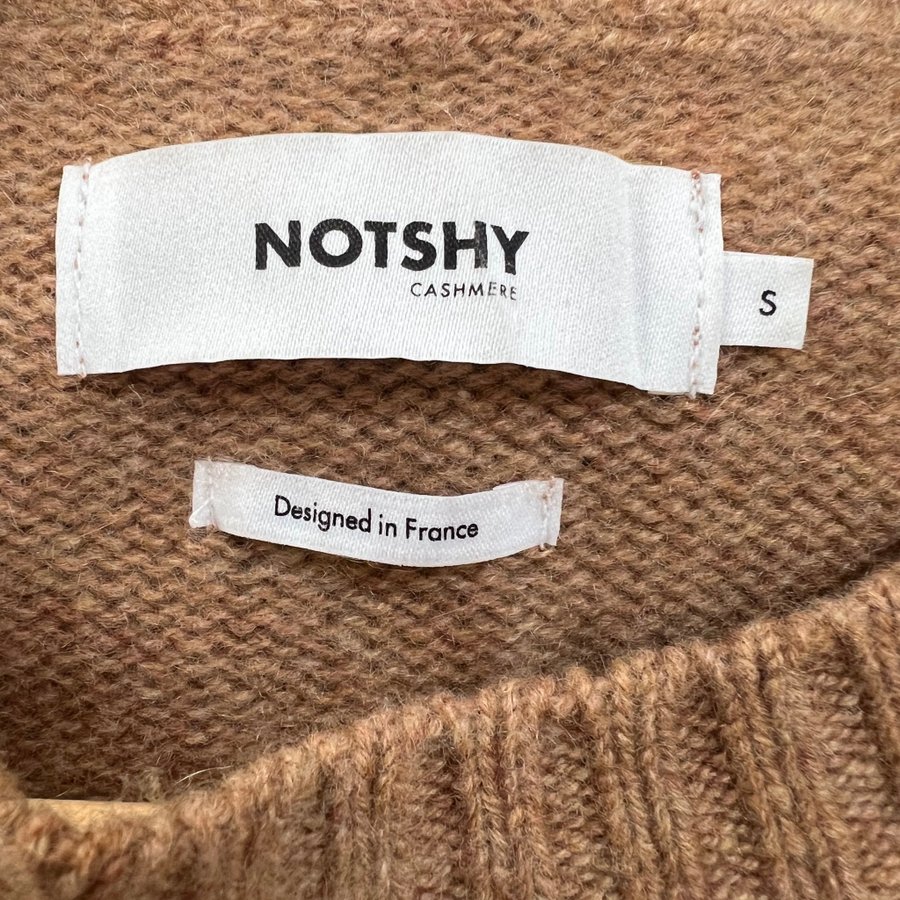 NOTSHY
CASHMERE
S
Designed in France